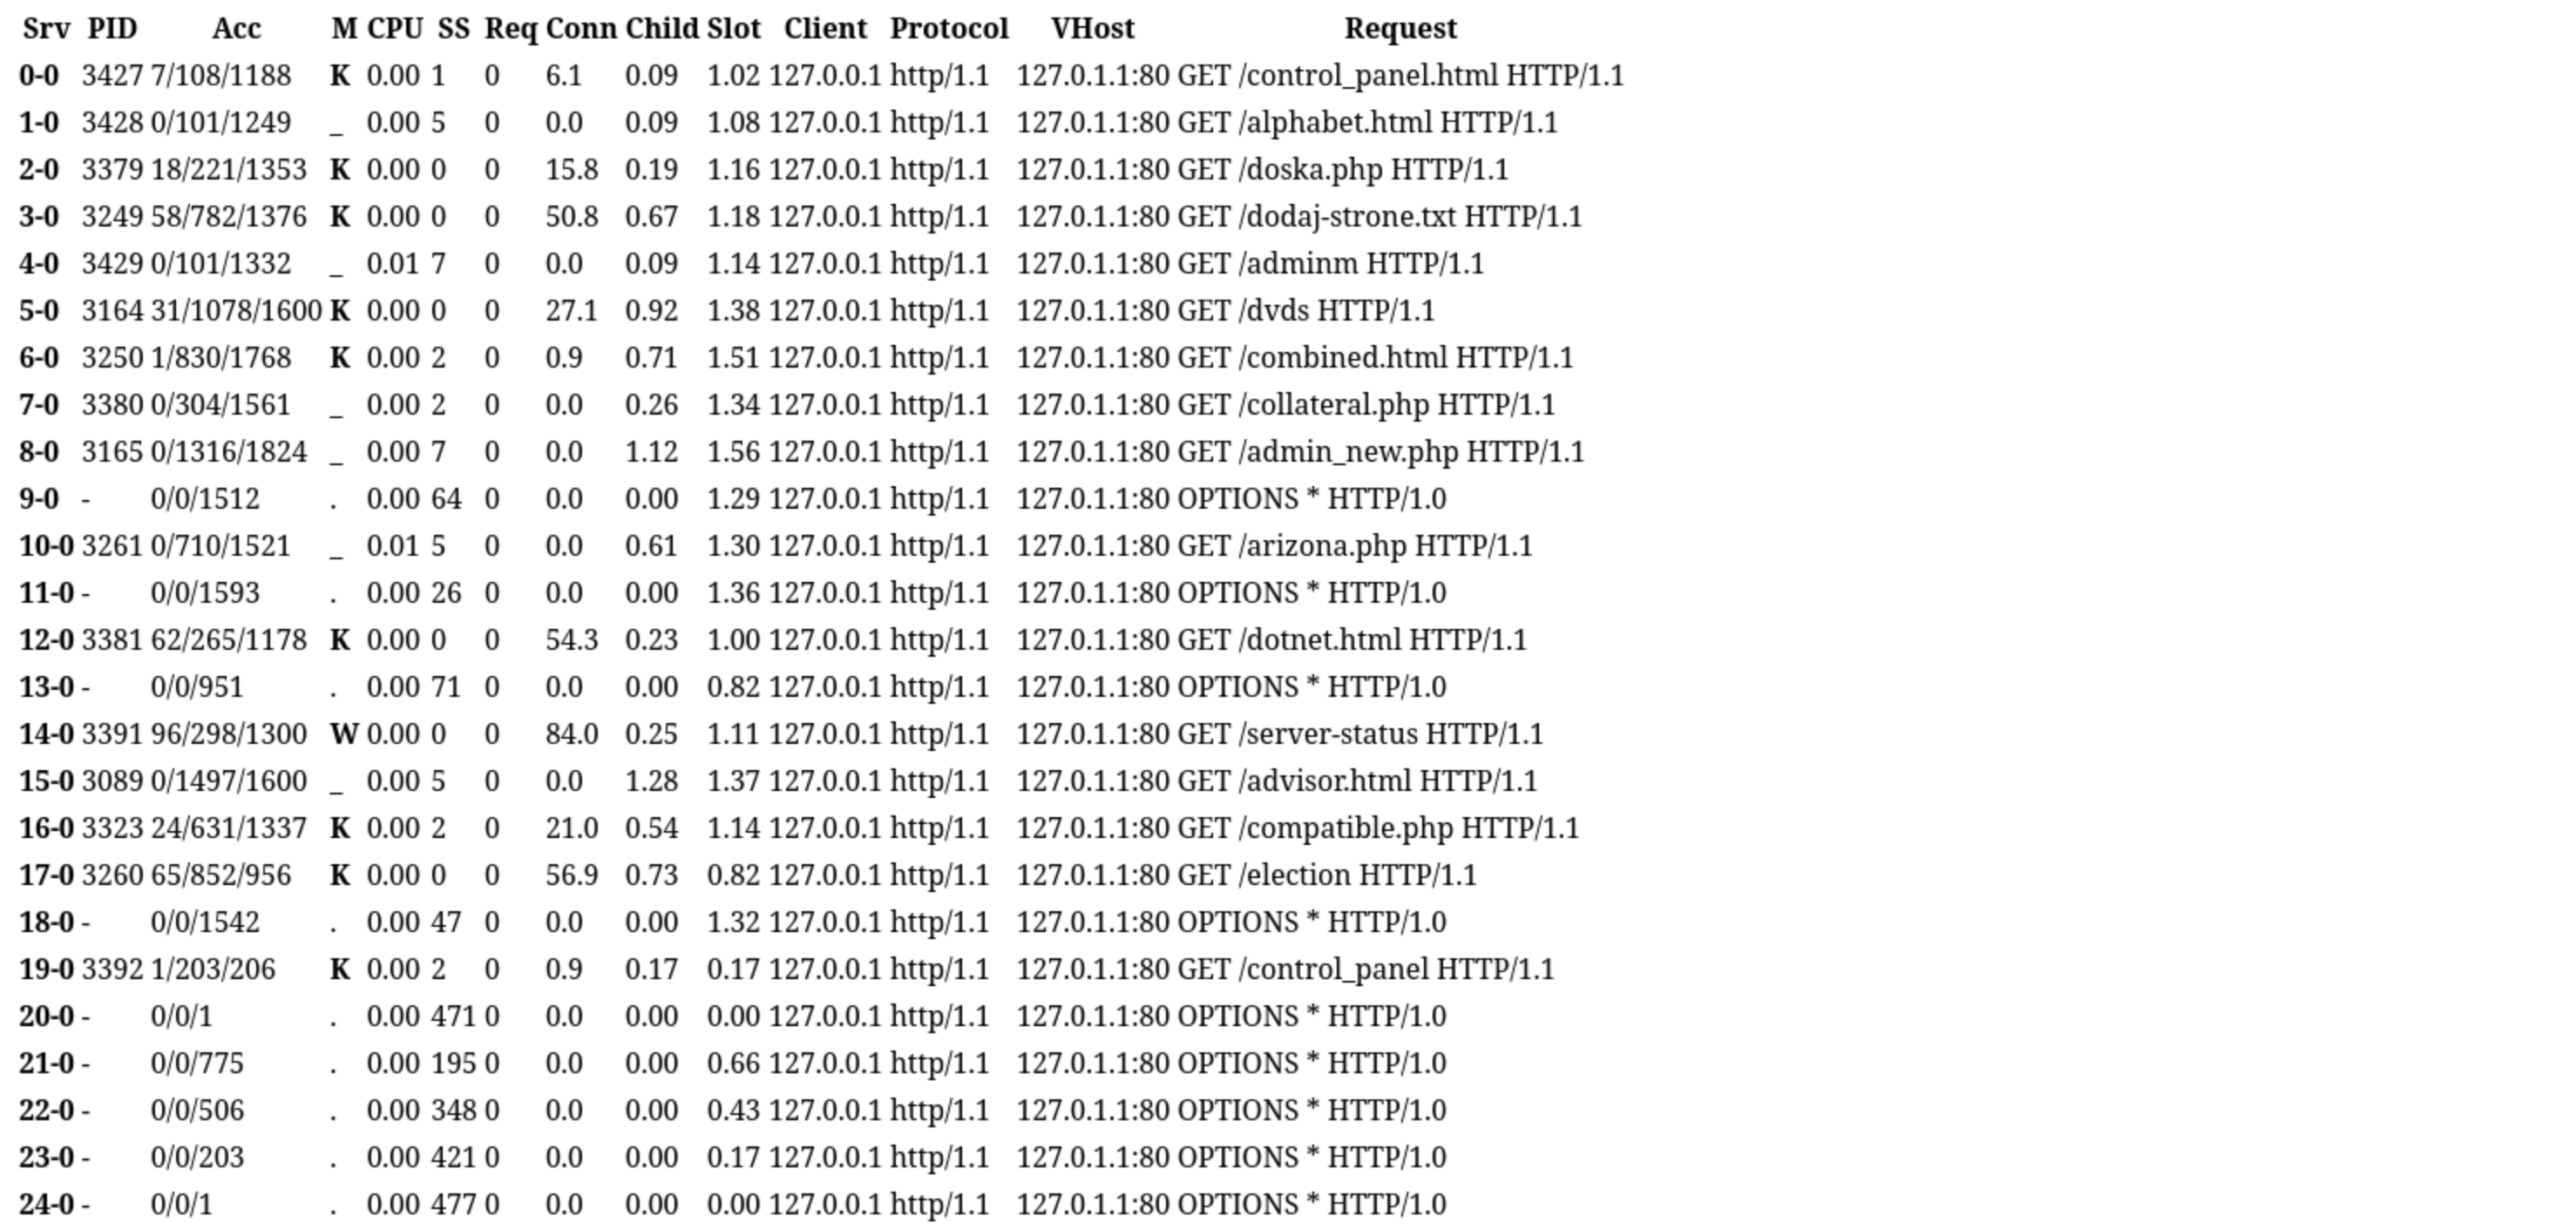 Srv PID Acc M CPU SS Req Conn Child Slot Client Protocol VHost Request
0-0 3427 7/108/1188 K 0.00 1 0 6.1 0.09 1.02 127.0.0.1 http/1.1 127.0.1.1:80 GET /control_panel.html HTTP/1.1
1-0 3428 0/101/1249 _ 0.00 5 0 0.0 0.09 1.08 127.0.0.1 http/1.1 127.0.1.1:80 GET /alphabet.html HTTP/1.1
2-0 3379 18/221/1353 K 0.00 0 0 15.8 0.19 1.16 127.0.0.1 http/1.1 127.0.1.1:80 GET /doska.php HTTP/1.1
3-0 3249 58/782/1376 K 0.00 0 0 50.8 0.67 1.18 127.0.0.1 http/1.1 127.0.1.1:80 GET /dodaj-strone.txt HTTP/1.1
4-0 3429 0/101/1332 _ 0.01 7 0 0.0 0.09 1.14 127.0.0.1 http/1.1 127.0.1.1:80 GET /adminm HTTP/1.1
5-0 3164 31/1078/1600 K 0.00 0 0 27.1 0.92 1.38 127.0.0.1 http/1.1 127.0.1.1:80 GET /dvds HTTP/1.1
6-0 3250 1/830/1768 K 0.00 2 0 0.9 0.71 1.51 127.0.0.1 http/1.1 127.0.1.1:80 GET /combined.html HTTP/1.1
7-0 3380 0/304/1561 _ 0.00 2 0 0.0 0.26 1.34 127.0.0.1 http/1.1 127.0.1.1:80 GET /collateral.php HTTP/1.1
8-0 3165 0/1316/1824 _ 0.00 7 0 0.0 1.12 1.56 127.0.0.1 http/1.1 127.0.1.1:80 GET /admin_new.php HTTP/1.1
9-0 - 0/0/1512 . 0.00 64 0 0.0 0.00 1.29 127.0.0.1 http/1.1 127.0.1.1:80 OPTIONS * HTTP/1.0
10-0 3261 0/710/1521 _ 0.01 5 0 0.0 0.61 1.30 127.0.0.1 http/1.1 127.0.1.1:80 GET /arizona.php HTTP/1.1
11-0 - 0/0/1593 . 0.00 26 0 0.0 0.00 1.36 127.0.0.1 http/1.1 127.0.1.1:80 OPTIONS * HTTP/1.0
12-0 3381 62/265/1178 K 0.00 0 0 54.3 0.23 1.00 127.0.0.1 http/1.1 127.0.1.1:80 GET /dotnet.html HTTP/1.1
13-0 - 0/0/951 . 0.00 71 0 0.0 0.00 0.82 127.0.0.1 http/1.1 127.0.1.1:80 OPTIONS * HTTP/1.0
14-0 3391 96/298/1300 W 0.00 0 0 84.0 0.25 1.11 127.0.0.1 http/1.1 127.0.1.1:80 GET /server-status HTTP/1.1
15-0 3089 0/1497/1600 _ 0.00 5 0 0.0 1.28 1.37 127.0.0.1 http/1.1 127.0.1.1:80 GET /advisor.html HTTP/1.1
16-0 3323 24/631/1337 K 0.00 2 0 21.0 0.54 1.14 127.0.0.1 http/1.1 127.0.1.1:80 GET /compatible.php HTTP/1.1
17-0 3260 65/852/956 K 0.00 0 0 56.9 0.73 0.82 127.0.0.1 http/1.1 127.0.1.1:80 GET /election HTTP/1.1
18-0 - 0/0/1542 . 0.00 47 0 0.0 0.00 1.32 127.0.0.1 http/1.1 127.0.1.1:80 OPTIONS * HTTP/1.0
19-0 3392 1/203/206 K 0.00 2 0 0.9 0.17 0.17 127.0.0.1 http/1.1 127.0.1.1:80 GET /control_panel HTTP/1.1
20-0 - 0/0/1 . 0.00 471 0 0.0 0.00 0.00 127.0.0.1 http/1.1 127.0.1.1:80 OPTIONS * HTTP/1.0
21-0 - 0/0/775 . 0.00 195 0 0.0 0.00 0.66 127.0.0.1 http/1.1 127.0.1.1:80 OPTIONS * HTTP/1.0
22-0 - 0/0/506 . 0.00 348 0 0.0 0.00 0.43 127.0.0.1 http/1.1 127.0.1.1:80 OPTIONS * HTTP/1.0
23-0 - 0/0/203 . 0.00 421 0 0.0 0.00 0.17 127.0.0.1 http/1.1 127.0.1.1:80 OPTIONS * HTTP/1.0
24-0 - 0/0/1 . 0.00 477 0 0.0 0.00 0.00 127.0.0.1 http/1.1 127.0.1.1:80 OPTIONS * HTTP/1.0